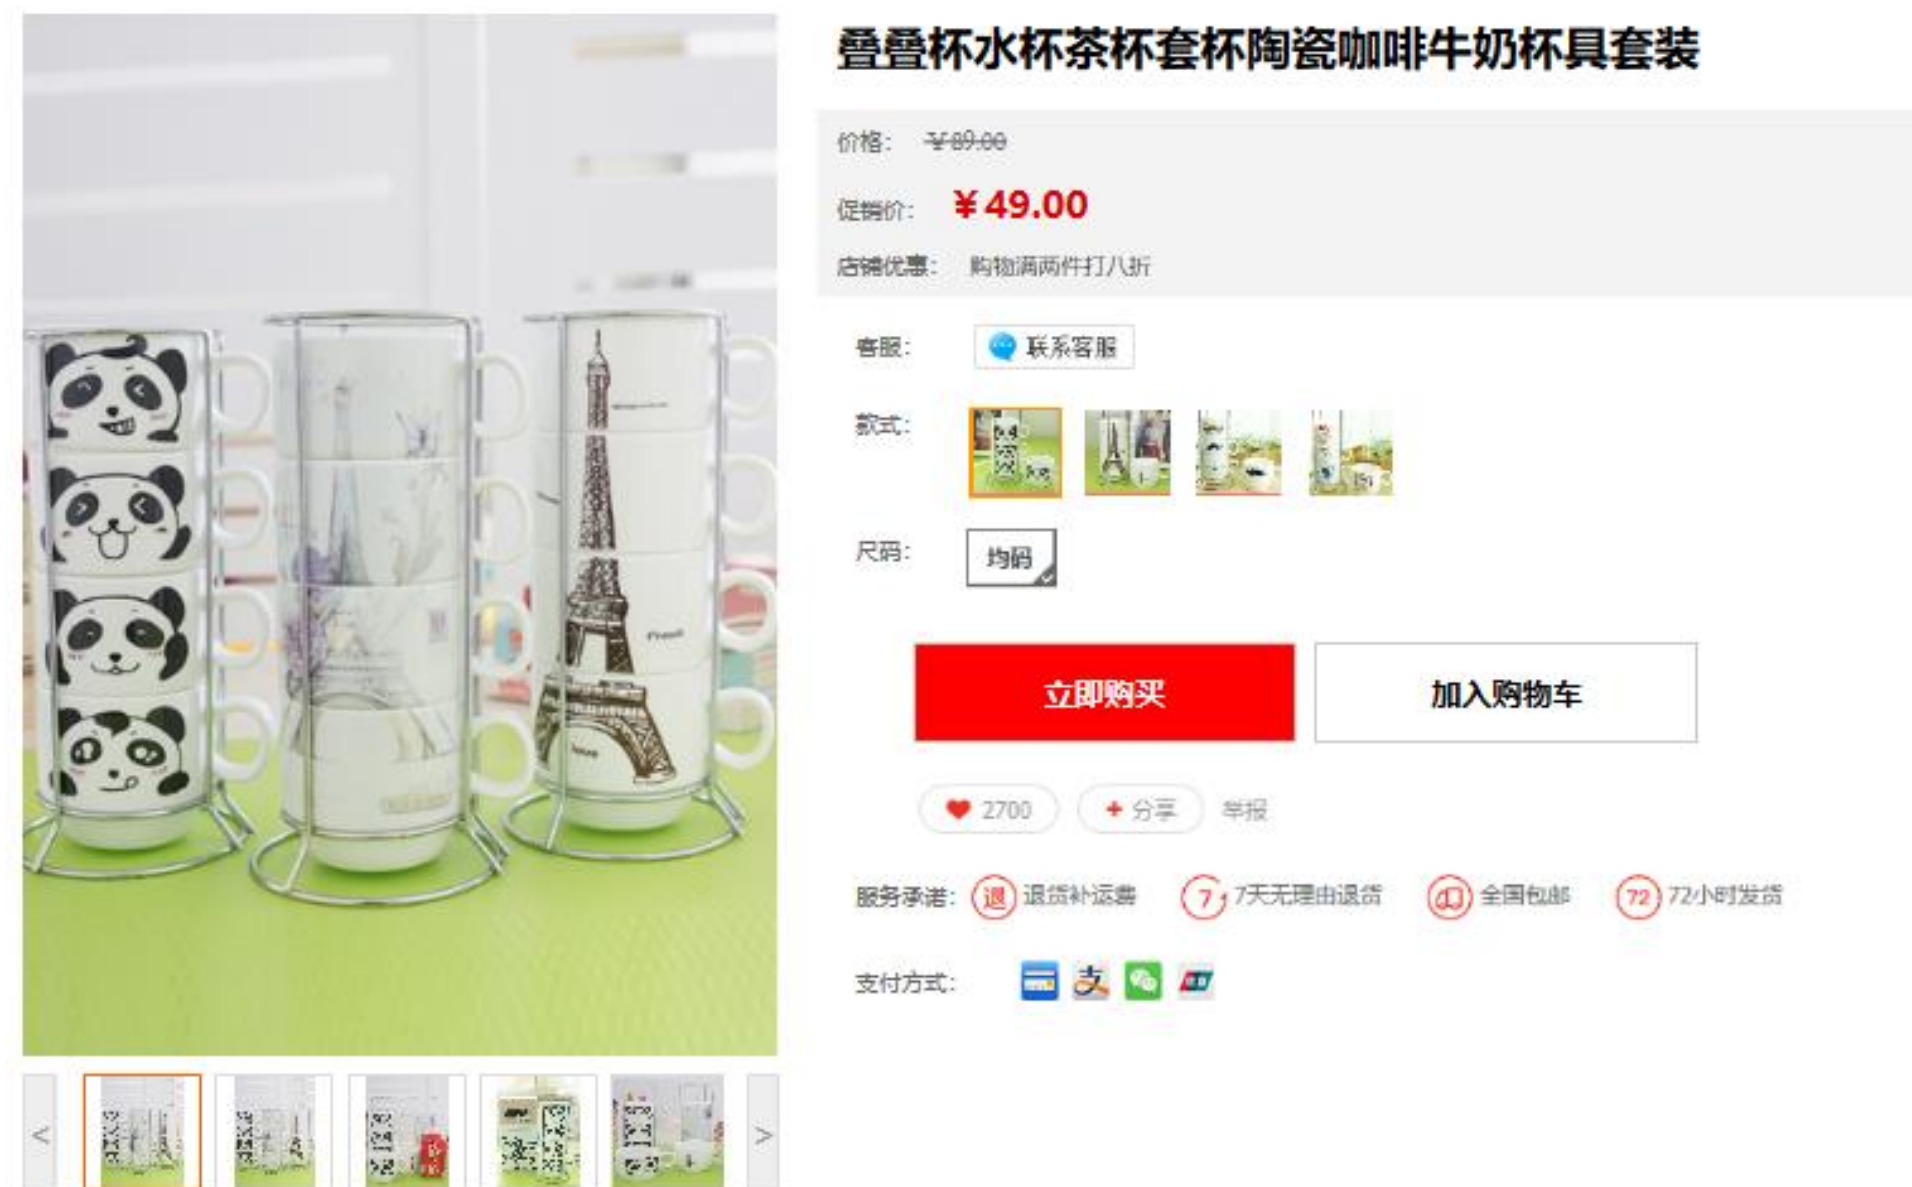 叠叠杯水杯茶杯套杯陶瓷咖啡牛奶杯具套装
价格： ￥89.00
促销价： ￥49.00
店铺优惠： 购物满两件打八折
客服： 联系客服
款式：
尺码： 均码
立即购买 加入购物车
2700 + 分享 举报
服务承诺： 退 退货补运费 7 7天无理由退货 全国包邮 72 72小时发货
支付方式： 支
< >